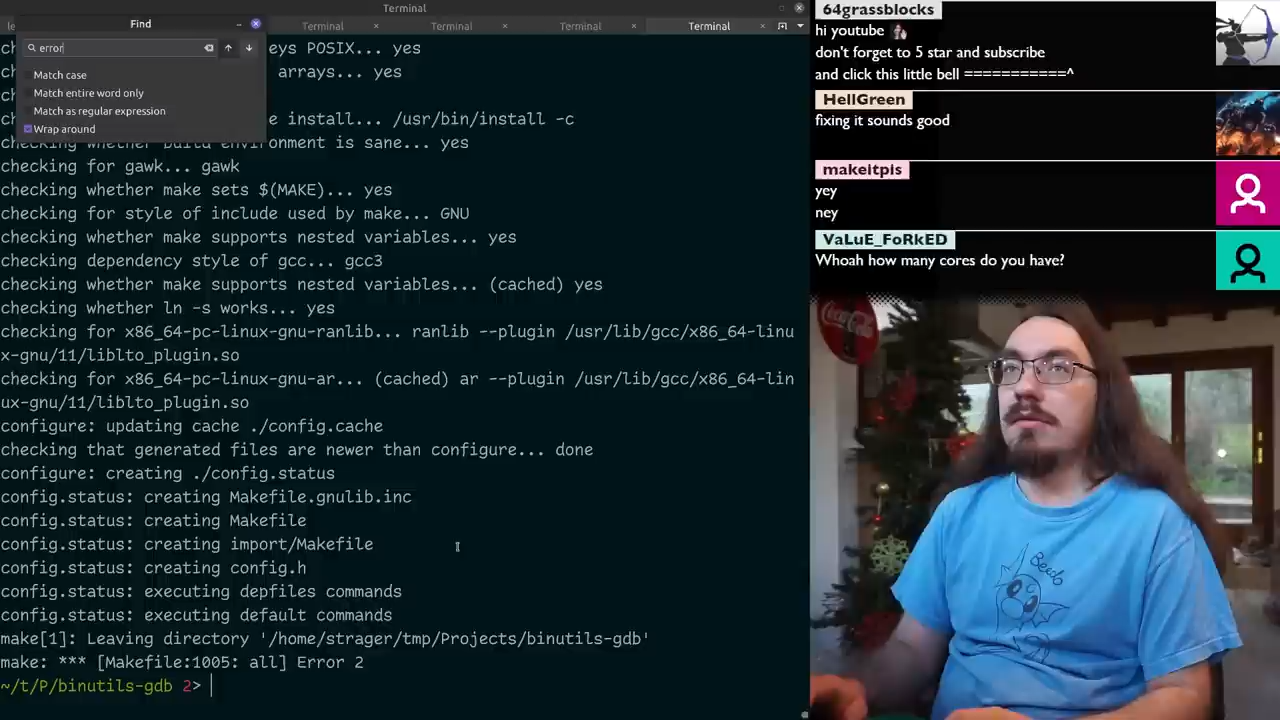 Terminal
Find
Terminal
Terminal
Terminal
Terminal
error
Match case
Match entire word only
Match as regular expression
Wrap around
eys POSIX... yes
arrays... yes
e install... /usr/bin/install -c
checking whether build environment is sane... yes
checking for gawk... gawk
checking whether make sets $(MAKE)... yes
checking for style of include used by make... GNU
checking whether make supports nested variables... yes
checking dependency style of gcc... gcc3
checking whether make supports nested variables... (cached) yes
checking whether ln -s works... yes
checking for x86_64-pc-linux-gnu-ranlib... ranlib --plugin /usr/lib/gcc/x86_64-linu
x-gnu/11/liblto_plugin.so
checking for x86_64-pc-linux-gnu-ar... (cached) ar --plugin /usr/lib/gcc/x86_64-lin
ux-gnu/11/liblto_plugin.so
configure: updating cache ./config.cache
checking that generated files are newer than configure... done
configure: creating ./config.status
config.status: creating Makefile.gnulib.inc
config.status: creating Makefile
config.status: creating import/Makefile
config.status: creating config.h
config.status: executing depfiles commands
config.status: executing default commands
make[1]: Leaving directory '/home/strager/tmp/Projects/binutils-gdb'
make: *** [Makefile:1005: all] Error 2
~/t/P/binutils-gdb 2>
64grassblocks
hi youtube
don't forget to 5 star and subscribe
and click this little bell ===========^
HellGreen
fixing it sounds good
makeitpis
yey
ney
VaLuE_FoRkED
Whoah how many cores do you have?
Coca-Cola
Beedo